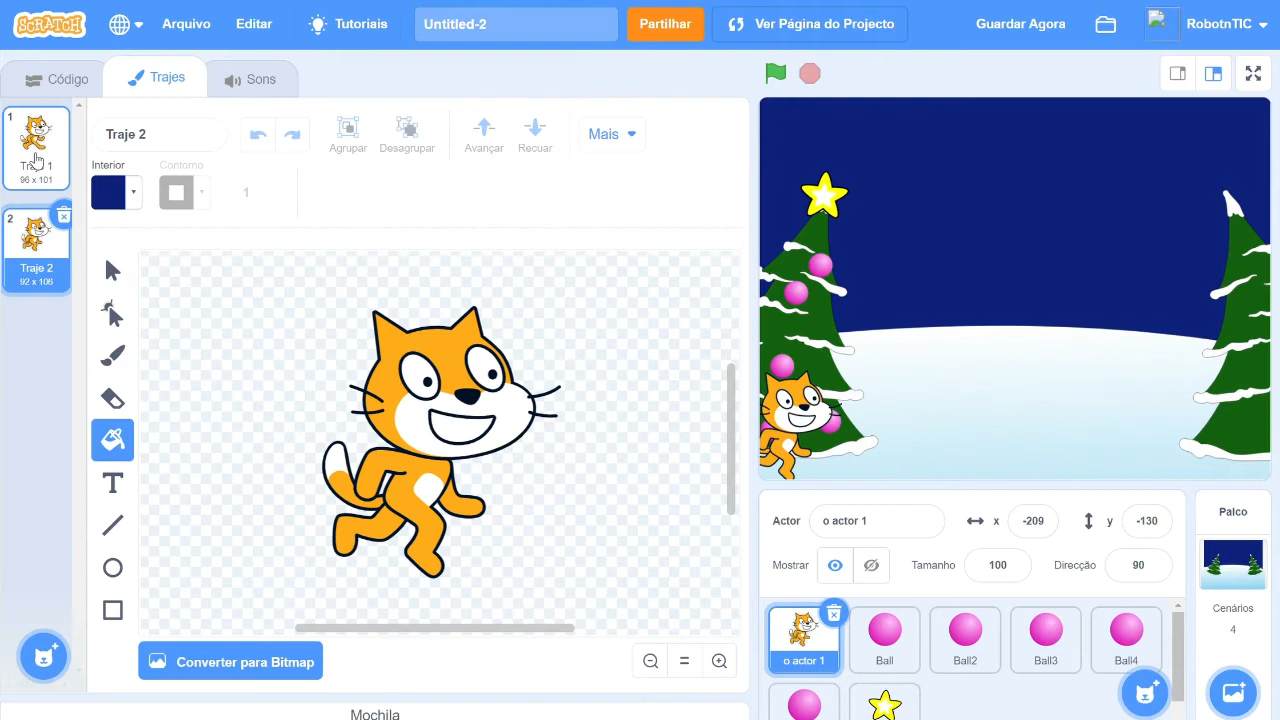 SCRATCH
Arquivo
Editar
Tutoriais
Untitled-2
Partilhar
Ver Página do Projecto
Guardar Agora
RobotnTIC
Código
Trajes
Sons
1
96 x 101
2
Traje 2
92 x 106
Traje 2
Agrupar
Desagrupar
Avançar
Recuar
Mais
Interior
Contorno
1
Converter para Bitmap
Mochila
Actor
o actor 1
x
-209
y
-130
Mostrar
Tamanho
100
Direcção
90
o actor 1
Ball
Ball2
Ball3
Ball4
Palco
Cenários
4